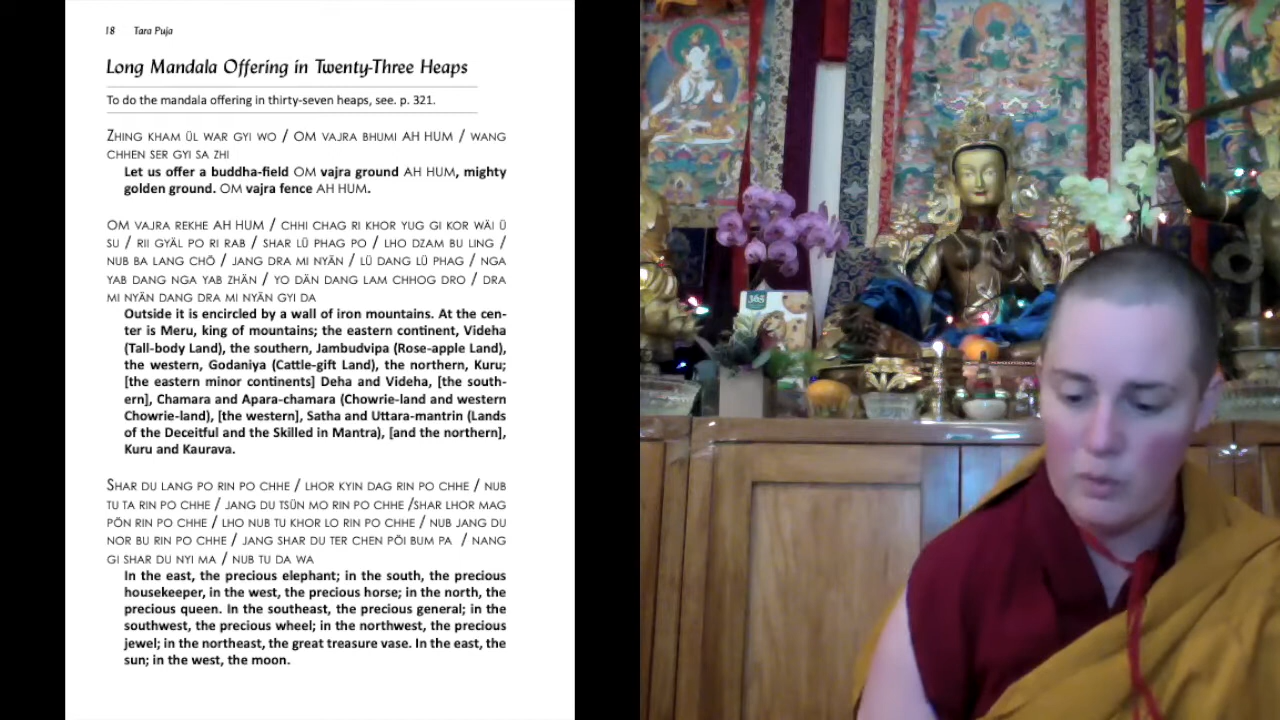 18 Tara Puja
Long Mandala Offering in Twenty-Three Heaps
To do the mandala offering in thirty-seven heaps, see. p. 321.
ZHING KHAM ÜL WAR GYI WO / OM VAJRA BHUMI AH HUM / WANG
CHHEN SER GYI SA ZHI
Let us offer a buddha-field OM vajra ground AH HUM, mighty
golden ground. OM vajra fence AH HUM.
OM VAJRA REKHE AH HUM / CHHI CHAG RI KHOR YUG GI KOR WÄI Ü
SU / RII GYÄL PO RI RAB / SHAR LÜ PHAG PO / LHO DZAM BU LING /
NUB BA LANG CHÖ / JANG DRA MI NYÄN / LÜ DANG LÜ PHAG / NGA
YAB DANG NGA YAB ZHÄN / YO DÄN DANG LAM CHHOG DRO / DRA
MI NYÄN DANG DRA MI NYÄN GYI DA
Outside it is encircled by a wall of iron mountains. At the cen-
ter is Meru, king of mountains; the eastern continent, Videha
(Tall-body Land), the southern, Jambudvipa (Rose-apple Land),
the western, Godaniya (Cattle-gift Land), the northern, Kuru;
[the eastern minor continents] Deha and Videha, [the south-
ern], Chamara and Apara-chamara (Chowrie-land and western
Chowrie-land), [the western], Satha and Uttara-mantrin (Lands
of the Deceitful and the Skilled in Mantra), [and the northern],
Kuru and Kaurava.
SHAR DU LANG PO RIN PO CHHE / LHOR KYIN DAG RIN PO CHHE / NUB
TU TA RIN PO CHHE / JANG DU TSÜN MO RIN PO CHHE /SHAR LHOR MAG
PÖN RIN PO CHHE / LHO NUB TU KHOR LO RIN PO CHHE / NUB JANG DU
NOR BU RIN PO CHHE / JANG SHAR DU TER CHEN PÖI BUM PA / NANG
GI SHAR DU NYI MA / NUB TU DA WA
In the east, the precious elephant; in the south, the precious
housekeeper, in the west, the precious horse; in the north, the
precious queen. In the southeast, the precious general; in the
southwest, the precious wheel; in the northwest, the precious
jewel; in the northeast, the great treasure vase. In the east, the
sun; in the west, the moon.
365